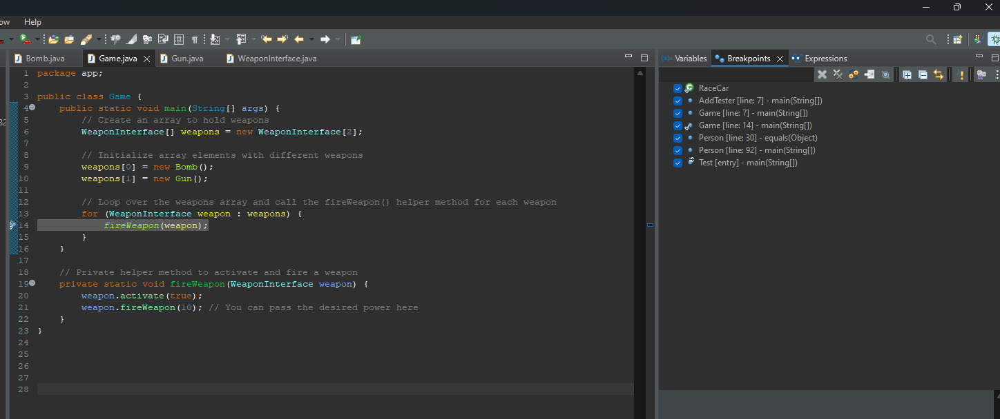 ow Help
Bomb.java Game.java Gun.java WeaponInterface.java
1 package app;
2
3 public class Game {
4 public static void main(String[] args) {
5 // Create an array to hold weapons
6 WeaponInterface[] weapons = new WeaponInterface[2];
7
8 // Initialize array elements with different weapons
9 weapons[0] = new Bomb();
10 weapons[1] = new Gun();
11
12 // Loop over the weapons array and call the fireWeapon() helper method for each weapon
13 for (WeaponInterface weapon : weapons) {
14 fireWeapon(weapon);
15 }
16 }
17
18 // Private helper method to activate and fire a weapon
19 private static void fireWeapon(WeaponInterface weapon) {
20 weapon.activate(true);
21 weapon.fireWeapon(10); // You can pass the desired power here
22 }
23 }
24
25
26
27
28
(x)= Variables Breakpoints Expressions
RaceCar
AddTester [line: 7] - main(String[])
Game [line: 7] - main(String[])
Game [line: 14] - main(String[])
Person [line: 30] - equals(Object)
Person [line: 92] - main(String[])
Test [entry] - main(String[])